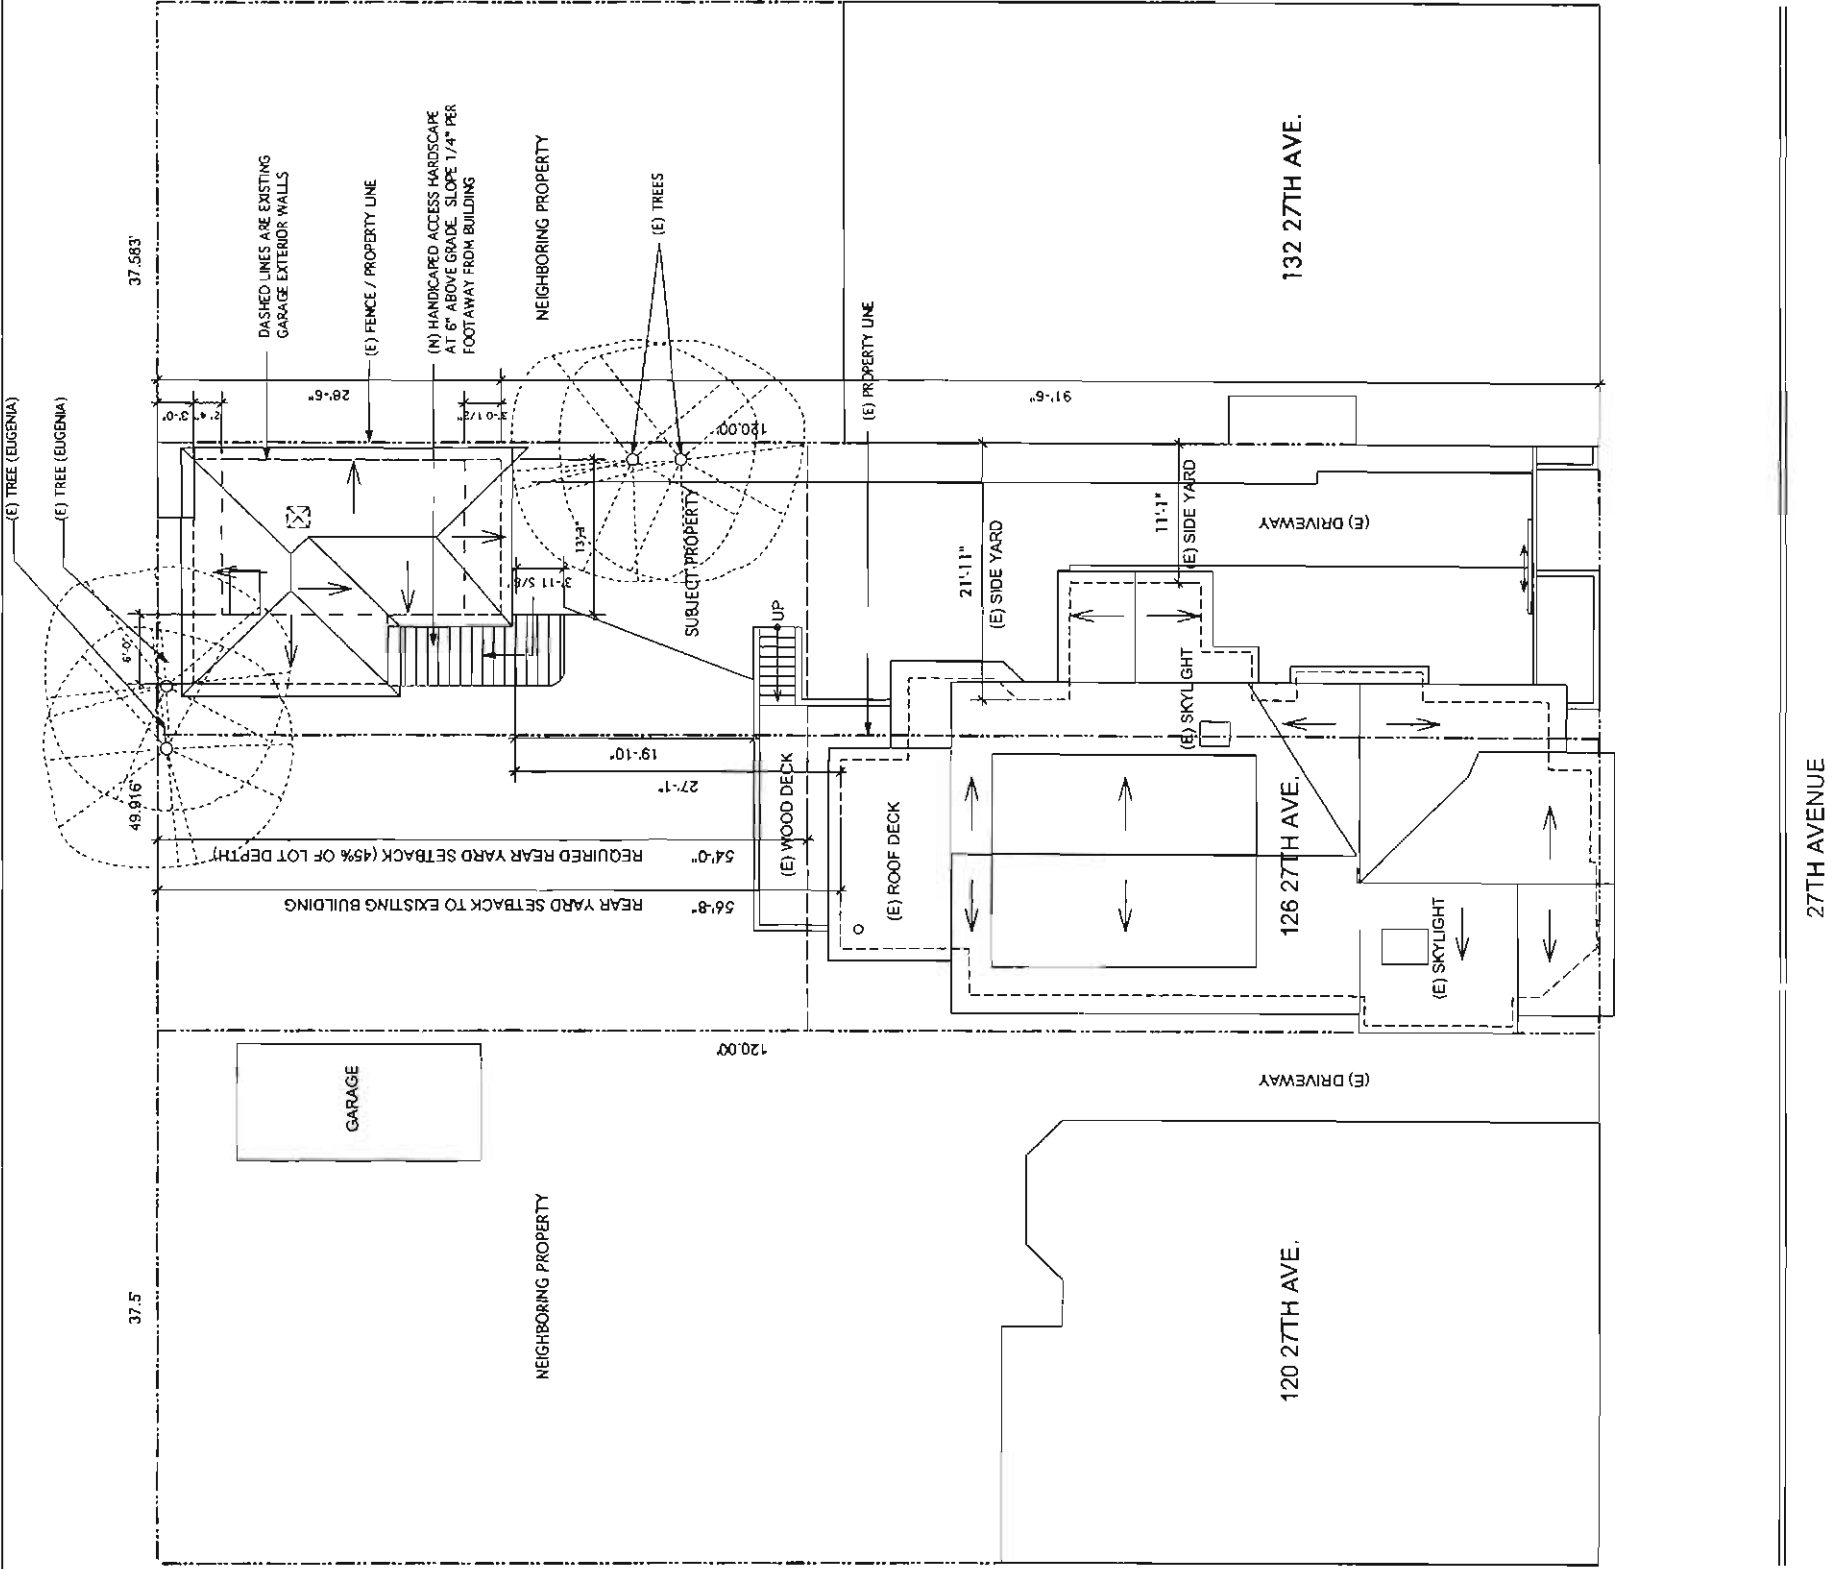 (E) TREE (EUGENIA)
(E) TREE (EUGENIA)
37.583'
DASHED LINES ARE EXISTING
GARAGE EXTERIOR WALLS
(E) FENCE / PROPERTY LINE
(N) HANDICAPED ACCESS HARDSCAPE
AT 6" ABOVE GRADE. SLOPE 1/4" PER
FOOT AWAY FROM BUILDING
NEIGHBORING PROPERTY
(E) TREES
(E) PROPERTY LINE
132 27TH AVE.
3'-0"
2'-4"
28'-6"
3'-0 1/2"
91'-6"
120.00'
13'-8"
3'-11 5/8"
6'-0"
SUBJECT PROPERTY
UP
21'-11"
(E) SIDE YARD
11'-1"
(E) SIDE YARD
(E) DRIVEWAY
(E) SKYLIGHT
19'-10"
27'-1"
49.916'
54'-0"
REQUIRED REAR YARD SETBACK (45% OF LOT DEPTH)
56'-8"
REAR YARD SETBACK TO EXISTING BUILDING
(E) WOOD DECK
(E) ROOF DECK
126 27TH AVE.
(E) SKYLIGHT
120.00'
GARAGE
(E) DRIVEWAY
37.5'
NEIGHBORING PROPERTY
120 27TH AVE.
27TH AVENUE